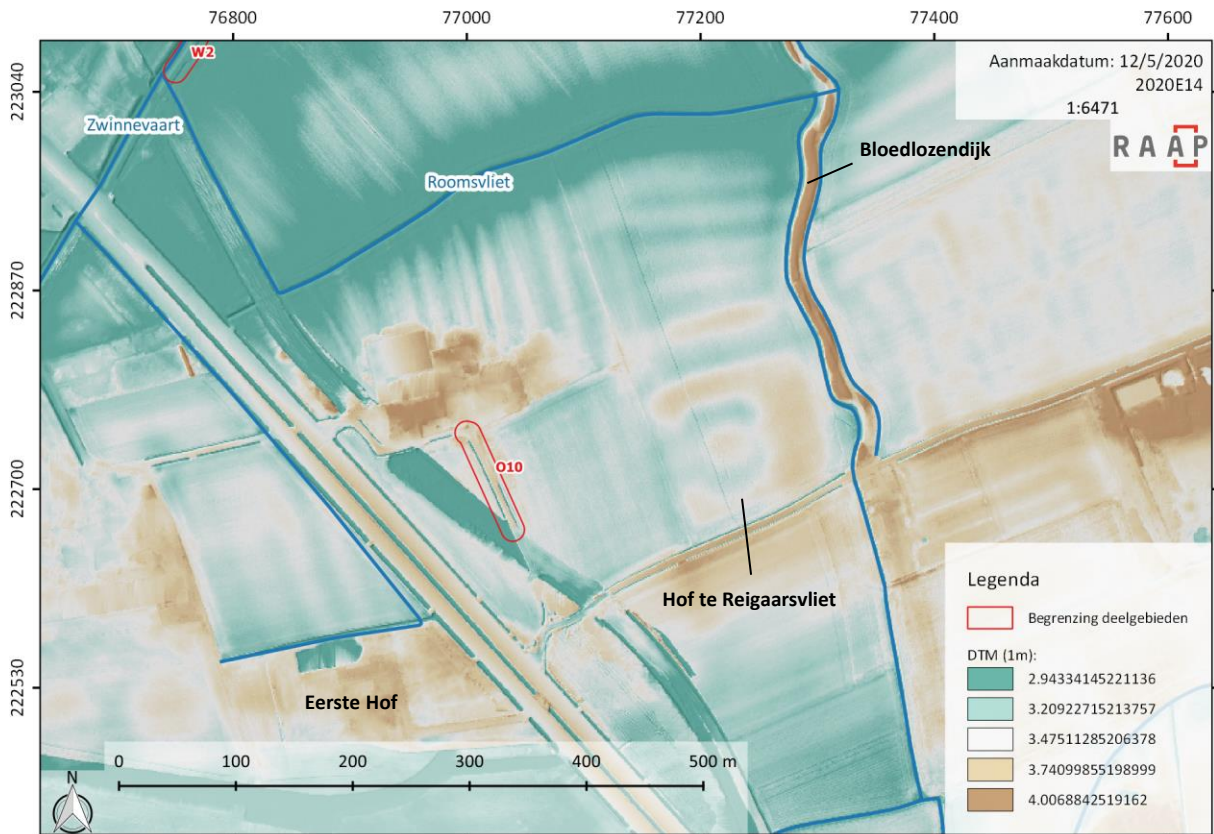 76800
77000
77200
77400
77600
23040
222870
222700
222530
W2
Zwinnevaart
Roomsvliet
Bloedlozendijk
Aanmaakdatum: 12/5/2020
2020E14
1:6471
RAAP
O10
Hof te Reigaarsvliet
Eerste Hof
Legenda
Begrenzing deelgebieden
DTM (1m):
2.94334145221136
3.20922715213757
3.47511285206378
3.74099855198999
4.0068842519162
0 100 200 300 400 500 m
N